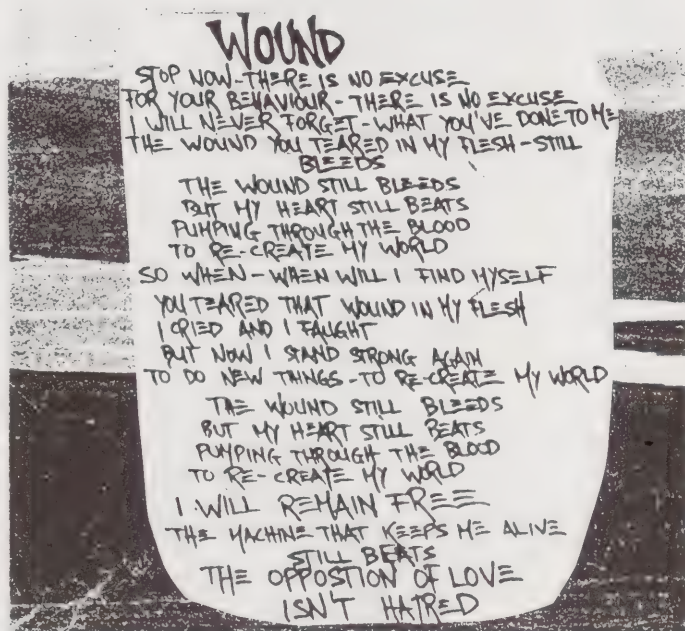 WOUND
STOP NOW - THERE IS NO EXCUSE
FOR YOUR BEHAVIOUR - THERE IS NO EXCUSE
I WILL NEVER FORGET - WHAT YOU'VE DONE TO ME
THE WOUND YOU TEARED IN MY FLESH - STILL
BLEEDS
THE WOUND STILL BLEEDS
BUT MY HEART STILL BEATS
PUMPING THROUGH THE BLOOD
TO RE-CREATE MY WORLD
SO WHEN - WHEN WILL I FIND MYSELF
YOU TEARED THAT WOUND IN MY FLESH
I CRIED AND I FAUGHT
BUT NOW I STAND STRONG AGAIN
TO DO NEW THINGS - TO RE-CREATE MY WORLD
THE WOUND STILL BLEEDS
BUT MY HEART STILL BEATS
PUMPING THROUGH THE BLOOD
TO RE-CREATE MY WORLD
I WILL REMAIN FREE
THE MACHINE THAT KEEPS ME ALIVE
STILL BEATS
THE OPPOSTION OF LOVE
ISN'T HATRED